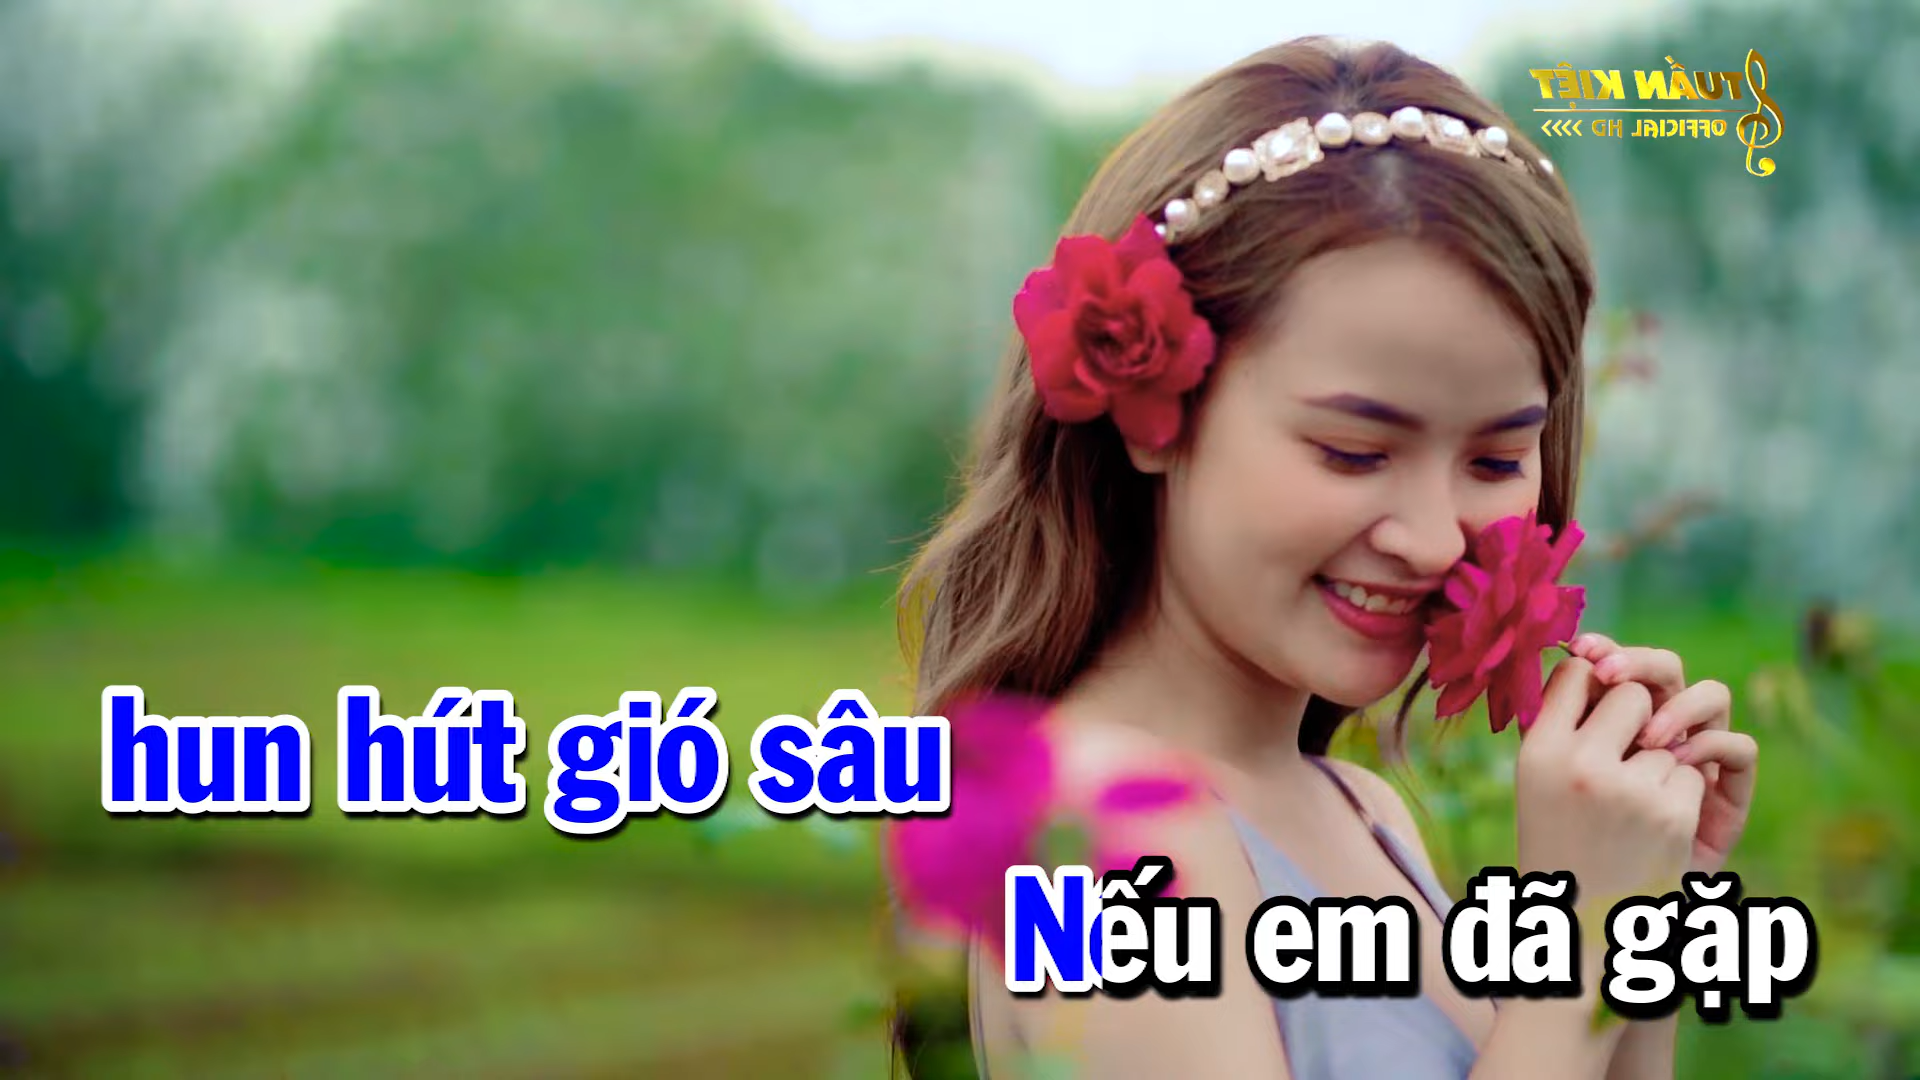 TUẤN KIỆT
OFFICIAL HD
hun hút gió sâu
Nếu em đã gặp